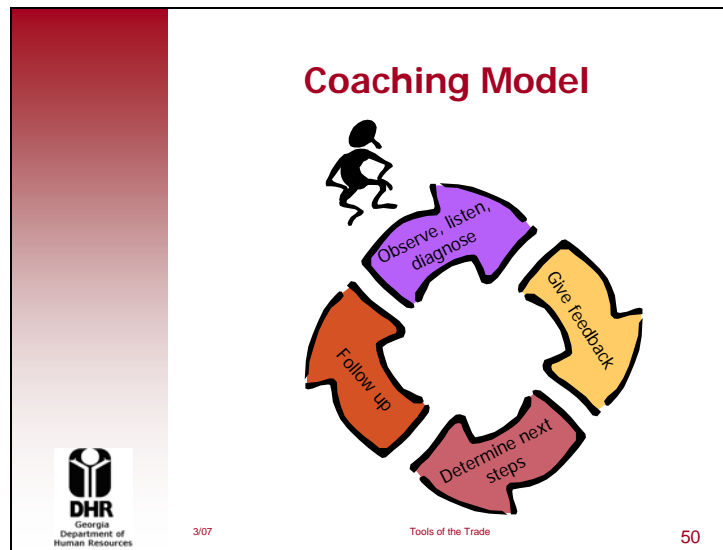 Coaching Model
Observe, listen,
diagnose
Give feedback
Determine next
steps
Follow up
DHR
Georgia
Department of
Human Resources
3/07
Tools of the Trade
50